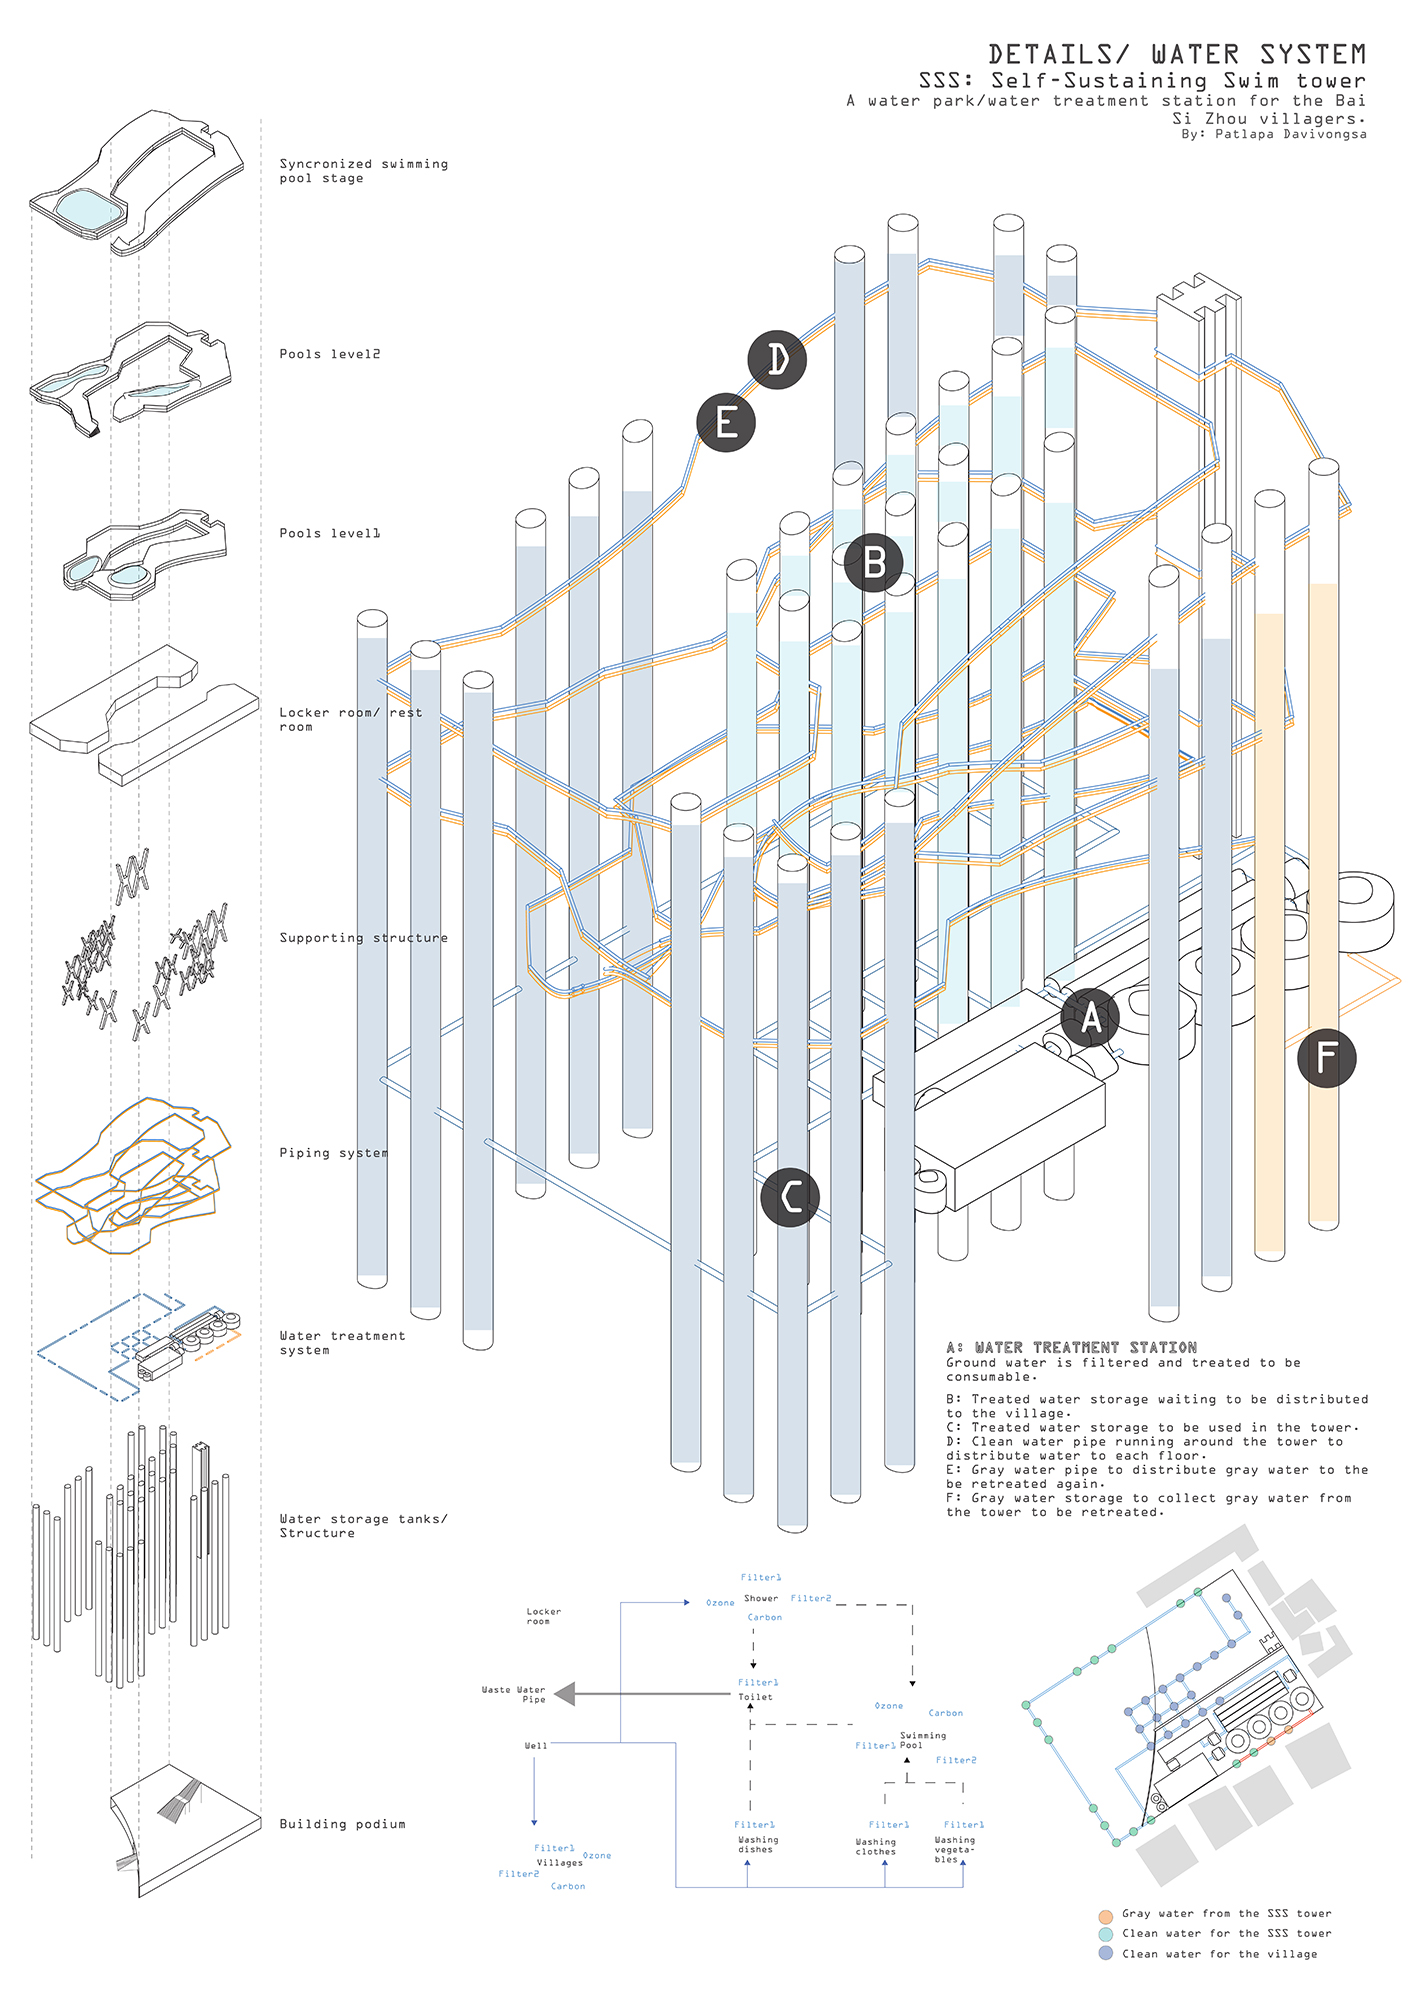 DETAILS/ WATER SYSTEM
SSS: Self-Sustaining Swim tower
A water park/water treatment station for the Bai
Si Zhou villagers.
By: Patlapa Davivongsa
Syncronized swimming
pool stage
Pools level2
Pools level1
Locker room/ rest
room
Supporting structure
Piping system
Water treatment
system
Water storage tanks/
Structure
Building podium
D
E
B
A
F
C
A: WATER TREATMENT STATION
Ground water is filtered and treated to be
consumable.
B: Treated water storage waiting to be distributed
to the village.
C: Treated water storage to be used in the tower.
D: Clean water pipe running around the tower to
distribute water to each floor.
E: Gray water pipe to distribute gray water to the
be retreated again.
F: Gray water storage to collect gray water from
the tower to be retreated.
Filter1
Ozone
Shower
Filter2
Carbon
Locker
room
Filter1
Toilet
Waste Water
Pipe
Ozone
Carbon
Swimming
Pool
Filter1
Filter2
Well
Filter1
Washing
dishes
Filter1
Washing
clothes
Filter1
Washing
vegeta-
bles
Filter1
Ozone
Villages
Filter2
Carbon
Gray water from the SSS tower
Clean water for the SSS tower
Clean water for the village